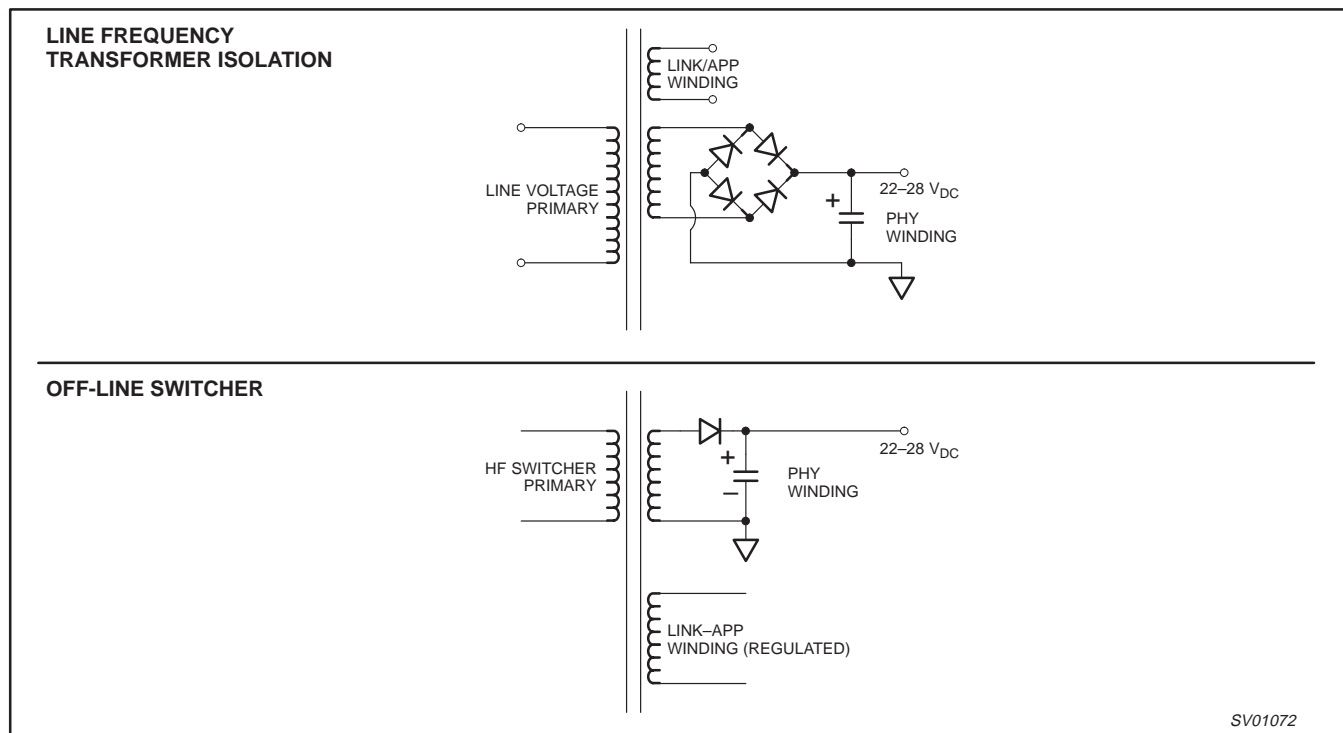 LINE FREQUENCY
TRANSFORMER ISOLATION
LINK/APP
WINDING
LINE VOLTAGE
PRIMARY
22–28 VDC
+
PHY
WINDING
OFF-LINE SWITCHER
HF SWITCHER
PRIMARY
22–28 VDC
+
–
PHY
WINDING
LINK–APP
WINDING (REGULATED)
SV01072